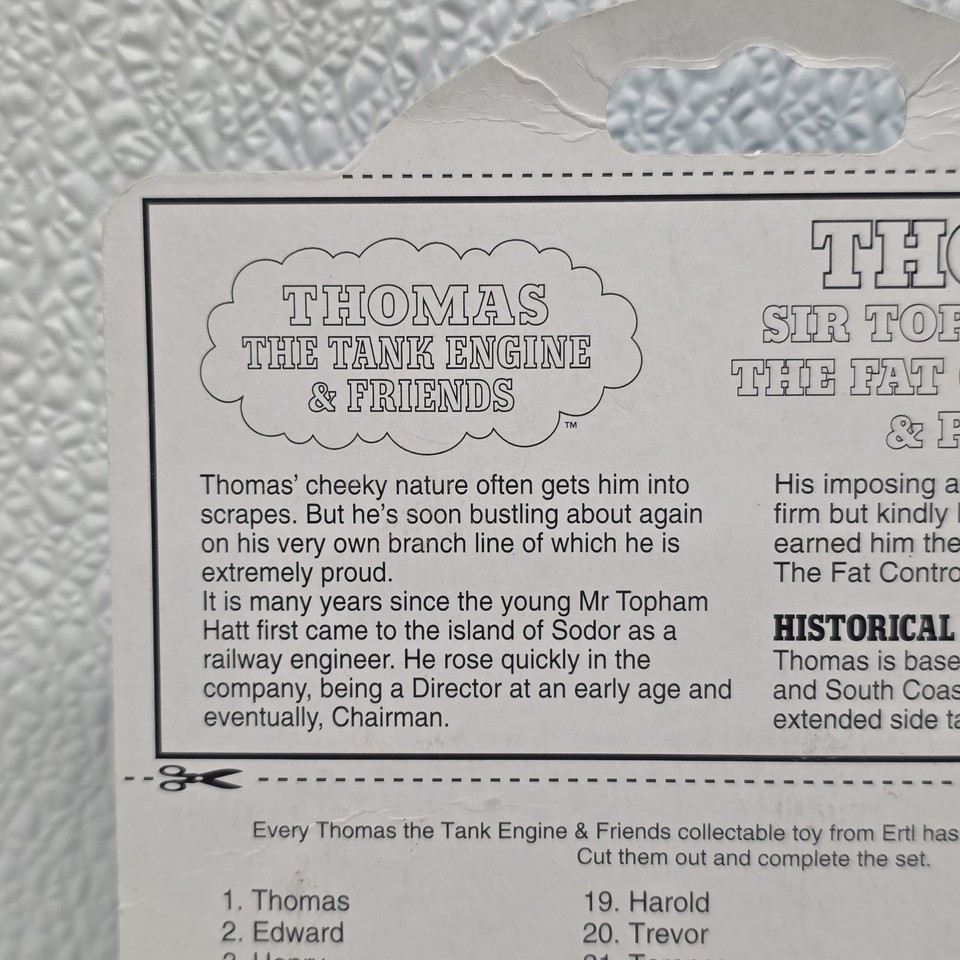 THOMAS
THE TANK ENGINE
& FRIENDS
™
Thomas' cheeky nature often gets him into
scrapes. But he's soon bustling about again
on his very own branch line of which he is
extremely proud.
It is many years since the young Mr Topham
Hatt first came to the island of Sodor as a
railway engineer. He rose quickly in the
company, being a Director at an early age and
eventually, Chairman.
SIR
THE FAT
&
His imposing
firm but kindly
earned him the
The Fat
HISTORICAL
Thomas is
and South
extended side
Every Thomas the Tank Engine & Friends collectable toy from Ertl has
Cut them out and complete the set.
1. Thomas
2. Edward
19. Harold
20. Trevor